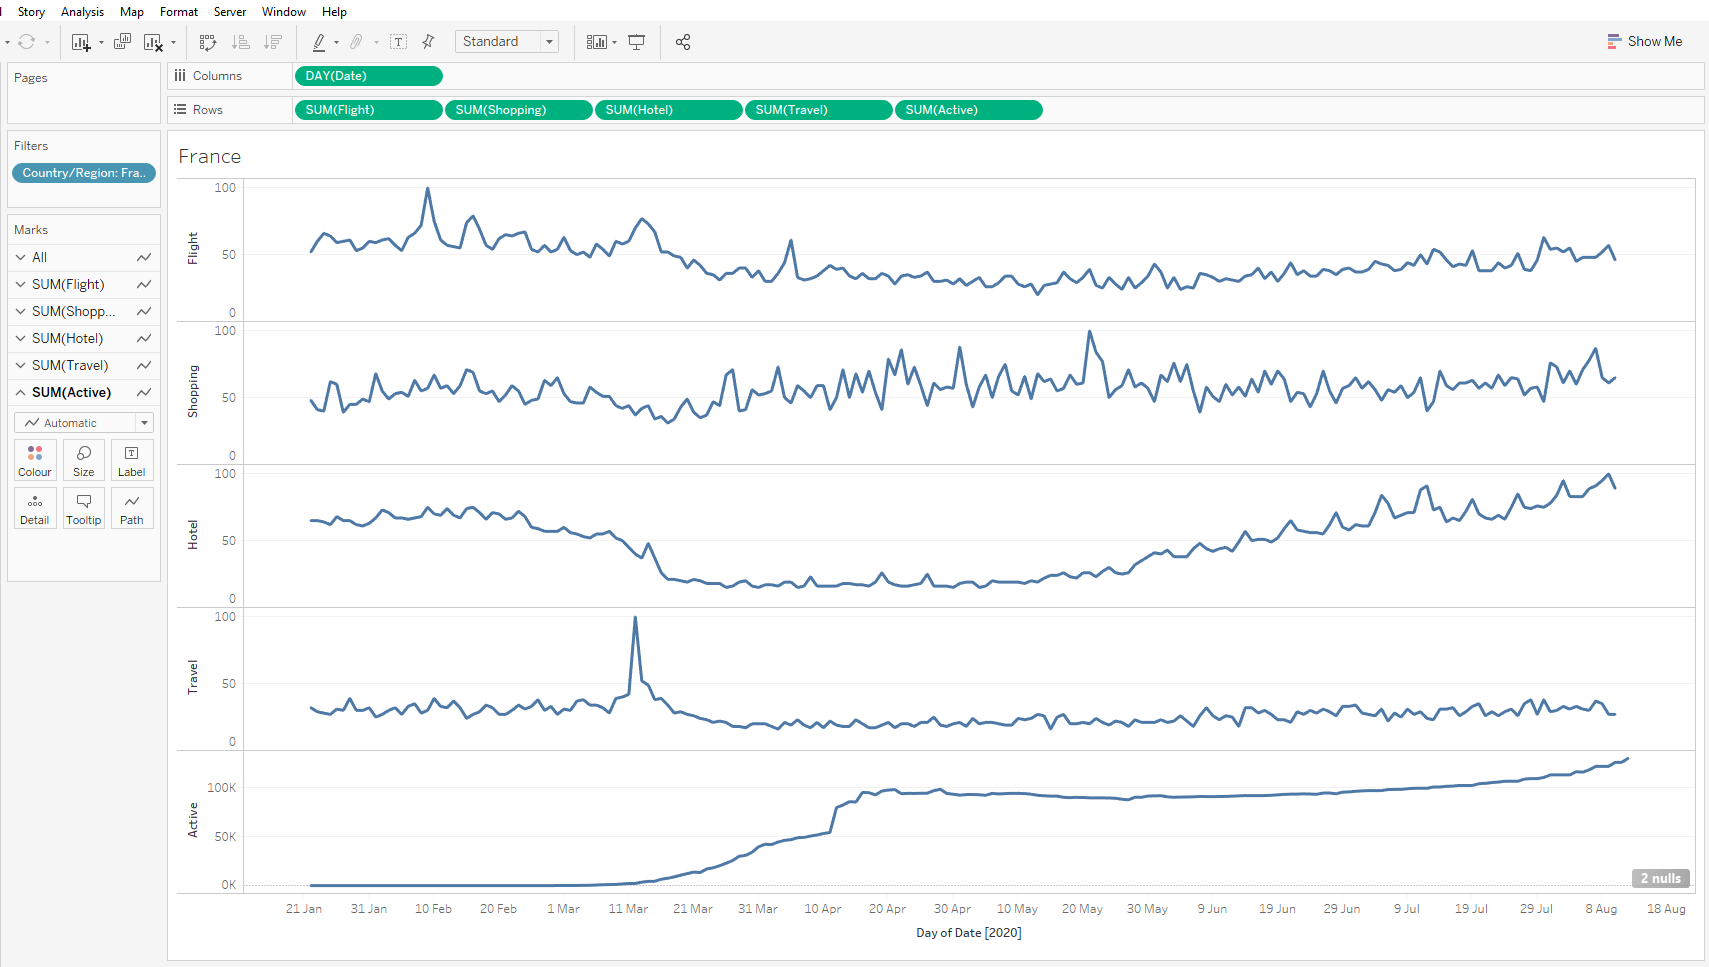 Story Analysis Map Format Server Window Help
Standard
Show Me
Pages
Columns DAY(Date)
Rows SUM(Flight) SUM(Shopping) SUM(Hotel) SUM(Travel) SUM(Active)
Filters
Country/Region: Fra..
Marks
All
SUM(Flight)
SUM(Shopp...
SUM(Hotel)
SUM(Travel)
SUM(Active)
Automatic
Colour Size Label
Detail Tooltip Path
France
Flight
100
50
0
Shopping
100
50
0
Hotel
100
50
0
Travel
100
50
0
Active
100K
50K
0K
2 nulls
21 Jan 31 Jan 10 Feb 20 Feb 1 Mar 11 Mar 21 Mar 31 Mar 10 Apr 20 Apr 30 Apr 10 May 20 May 30 May 9 Jun 19 Jun 29 Jun 9 Jul 19 Jul 29 Jul 8 Aug 18 Aug
Day of Date [2020]